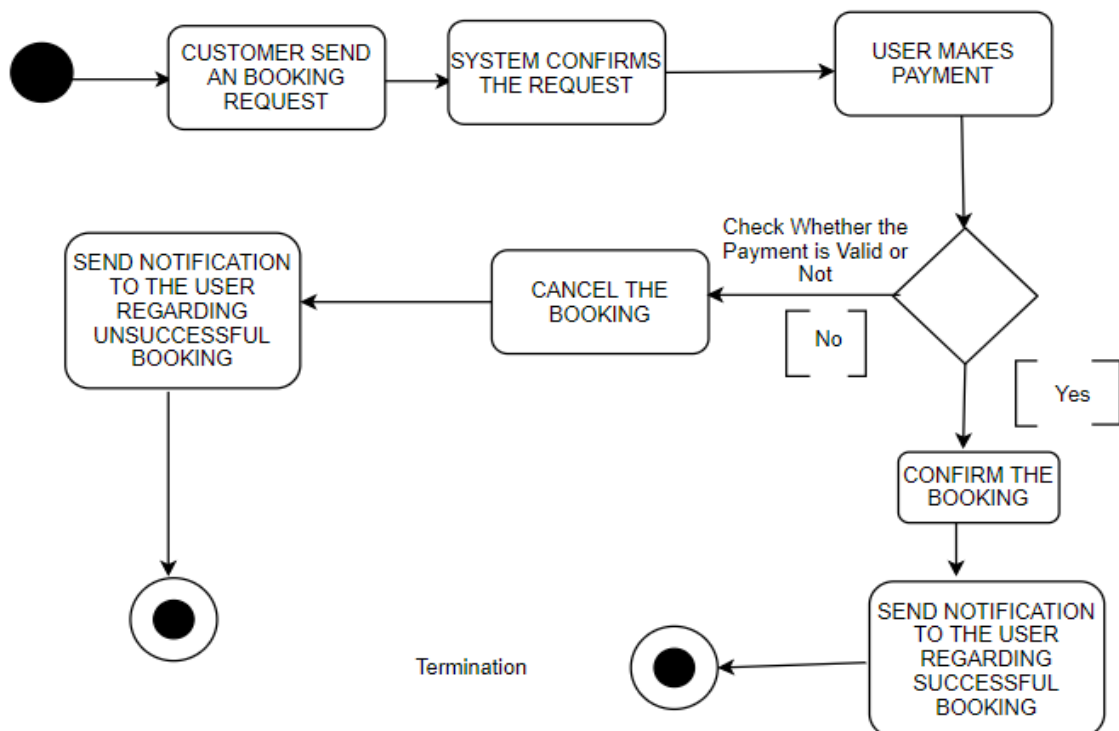 CUSTOMER SEND
AN BOOKING
REQUEST
SYSTEM CONFIRMS
THE REQUEST
USER MAKES
PAYMENT
Check Whether the
Payment is Valid or
Not
SEND NOTIFICATION
TO THE USER
REGARDING
UNSUCCESSFUL
BOOKING
CANCEL THE
BOOKING
No
Yes
CONFIRM THE
BOOKING
SEND NOTIFICATION
TO THE USER
REGARDING
SUCCESSFUL
BOOKING
Termination